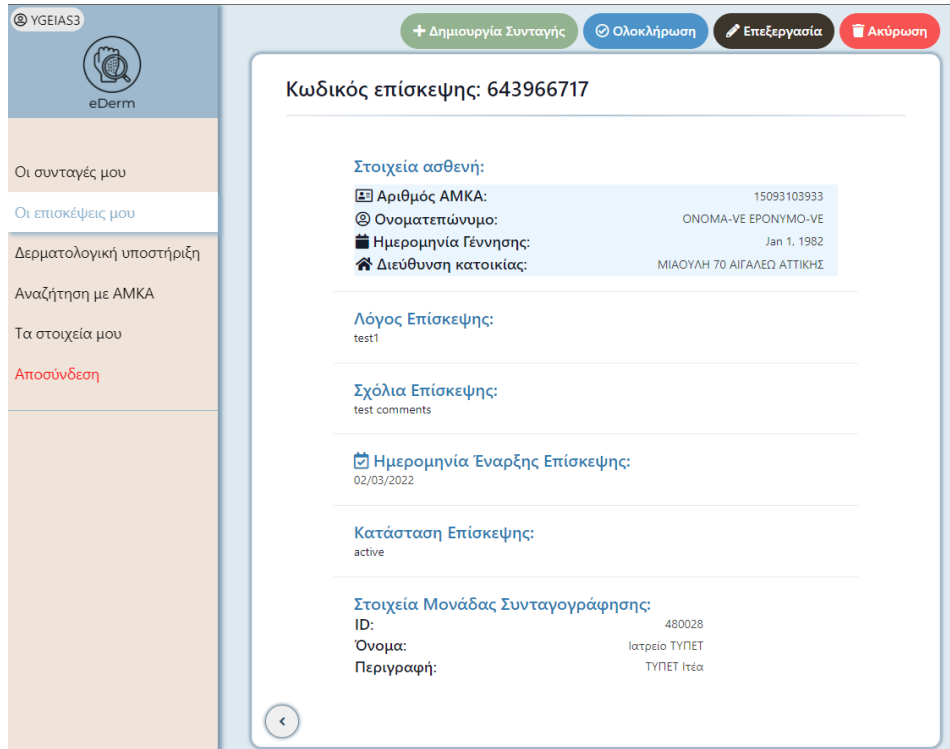 YGEIAS3
eDerm
Οι συνταγές μου
Οι επισκέψεις μου
Δερματολογική υποστήριξη
Αναζήτηση με ΑΜΚΑ
Τα στοιχεία μου
Αποσύνδεση
Δημιουργία Συνταγής Ολοκλήρωση Επεξεργασία Ακύρωση
Κωδικός επίσκεψης: 643966717
Στοιχεία ασθενή:
Αριθμός ΑΜΚΑ: 15093103933
Ονοματεπώνυμο: ONOMA-VE EPONYMO-VE
Ημερομηνία Γέννησης: Jan 1, 1982
Διεύθυνση κατοικίας: ΜΙΑΟΥΛΗ 70 ΑΙΓΑΛΕΩ ΑΤΤΙΚΗΣ
Λόγος Επίσκεψης:
test1
Σχόλια Επίσκεψης:
test comments
Ημερομηνία Έναρξης Επίσκεψης:
02/03/2022
Κατάσταση Επίσκεψης:
active
Στοιχεία Μονάδας Συνταγογράφησης:
ID: 480028
Όνομα: Ιατρείο ΤΥΠΕΤ
Περιγραφή: ΤΥΠΕΤ Ιτέα